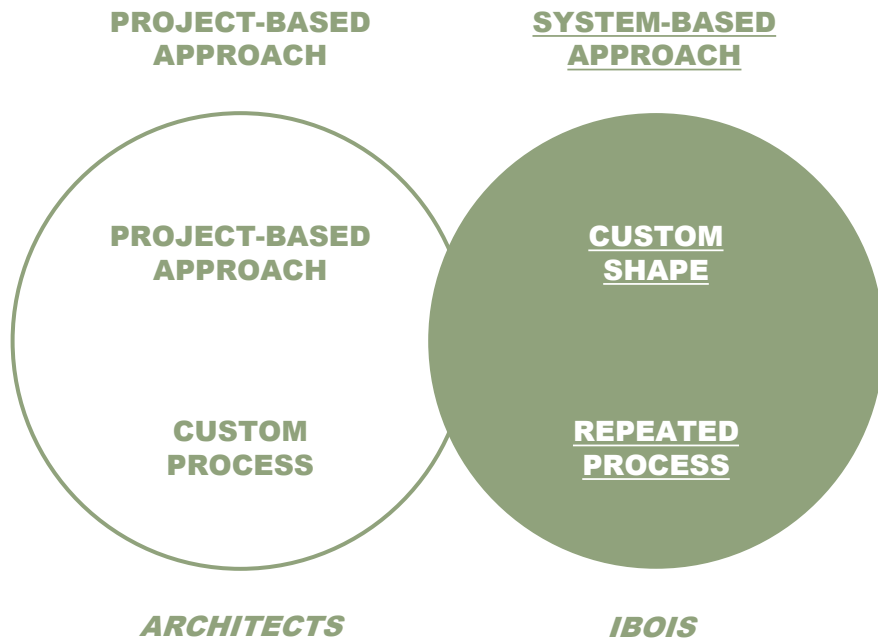 PROJECT-BASED
APPROACH
SYSTEM-BASED
APPROACH
PROJECT-BASED
APPROACH
CUSTOM
PROCESS
CUSTOM
SHAPE
REPEATED
PROCESS
ARCHITECTS
IBOIS